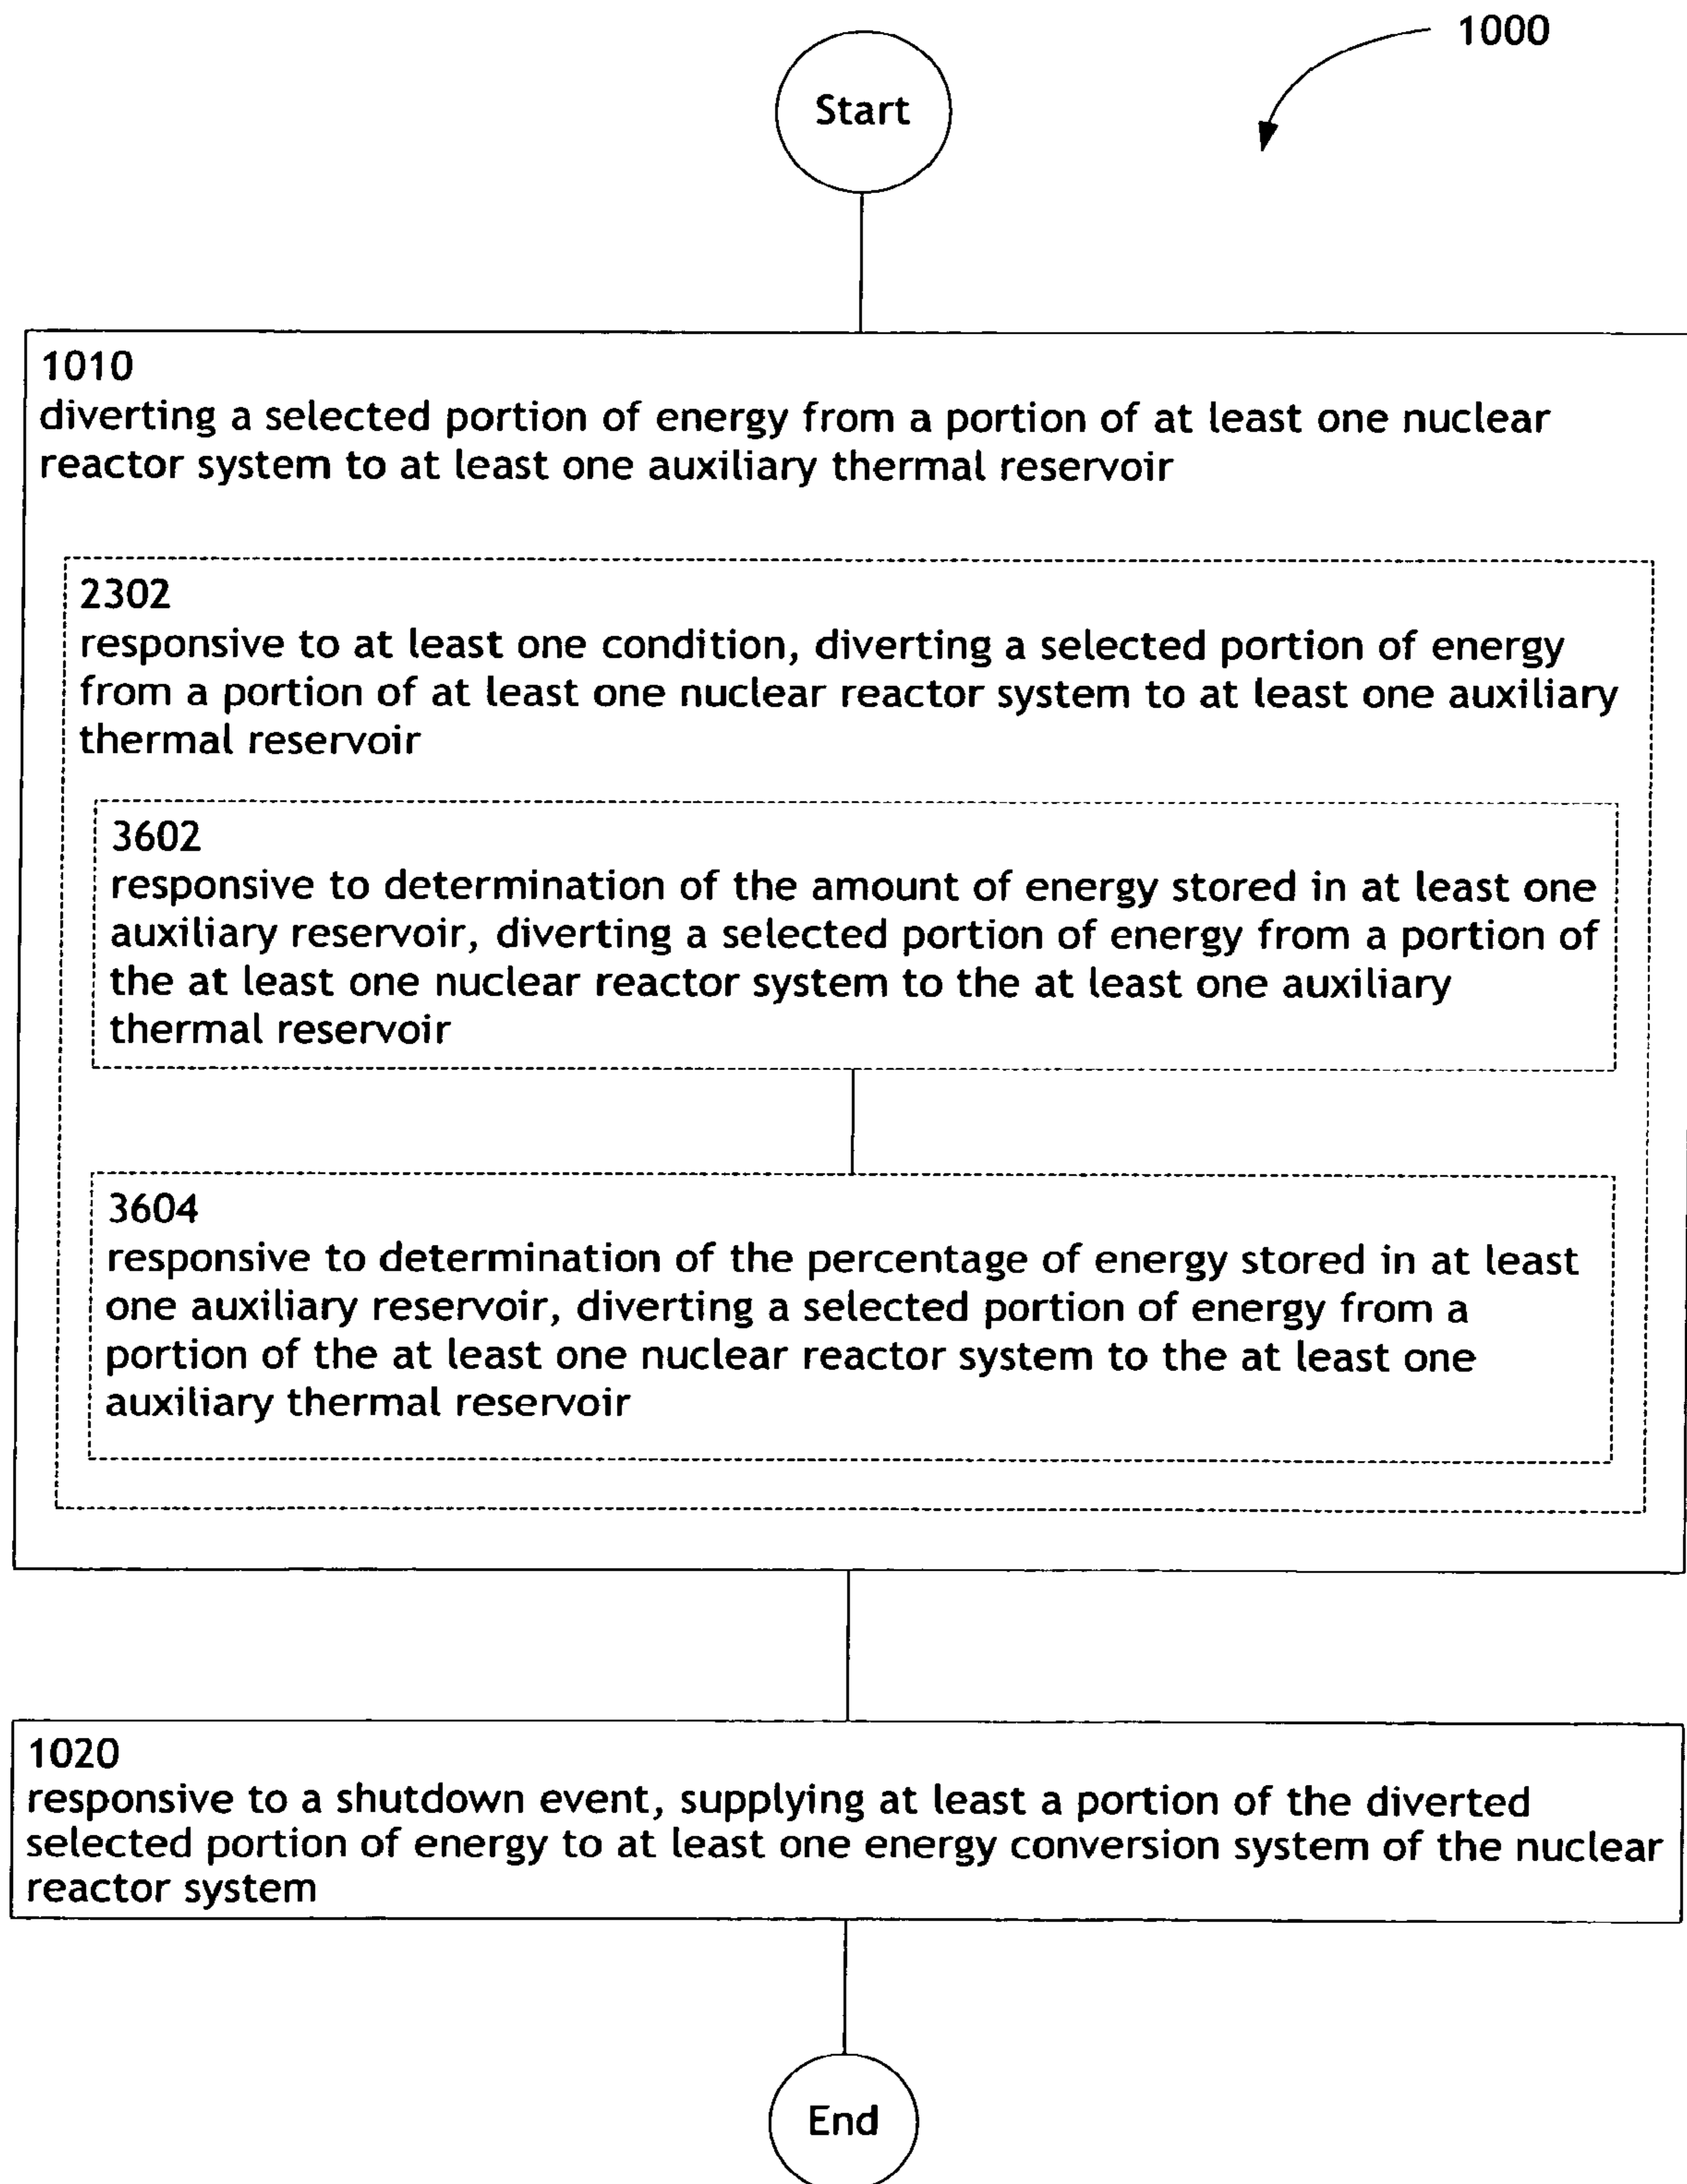 1000
Start
1010
diverting a selected portion of energy from a portion of at least one nuclear
reactor system to at least one auxiliary thermal reservoir
2302
responsive to at least one condition, diverting a selected portion of energy
from a portion of at least one nuclear reactor system to at least one auxiliary
thermal reservoir
3602
responsive to determination of the amount of energy stored in at least one
auxiliary reservoir, diverting a selected portion of energy from a portion of
the at least one nuclear reactor system to the at least one auxiliary
thermal reservoir
3604
responsive to determination of the percentage of energy stored in at least
one auxiliary reservoir, diverting a selected portion of energy from a
portion of the at least one nuclear reactor system to the at least one
auxiliary thermal reservoir
1020
responsive to a shutdown event, supplying at least a portion of the diverted
selected portion of energy to at least one energy conversion system of the nuclear
reactor system
End